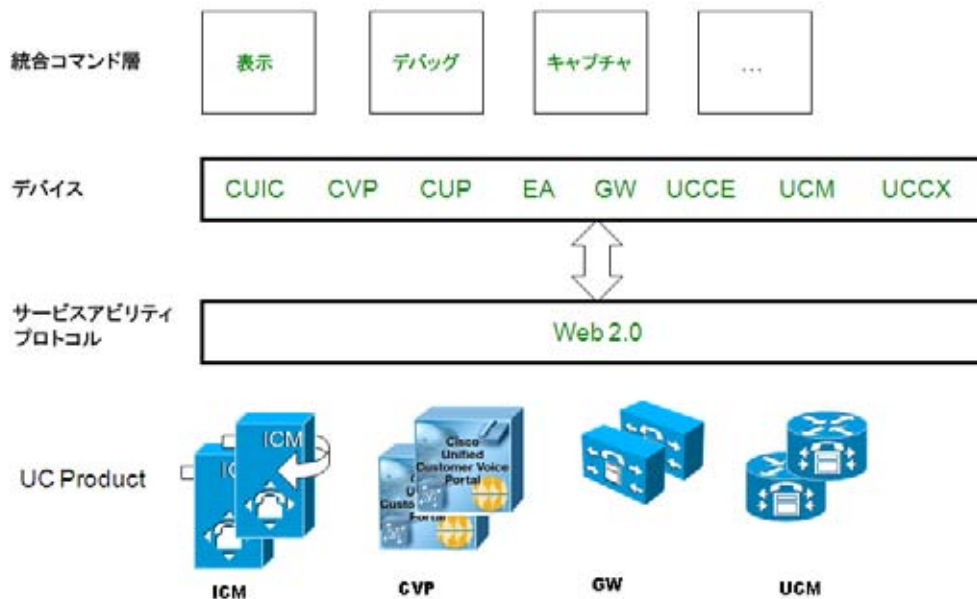 統合コマンド層
表示
デバッグ
キャプチャ
...
デバイス
CUIC CVP CUP EA GW UCCE UCM UCCX
サービスアビリティ
プロトコル
Web 2.0
UC Product
ICM
Cisco
Unified
Customer Voice
Portal
ICM
CVP
GW
UCM